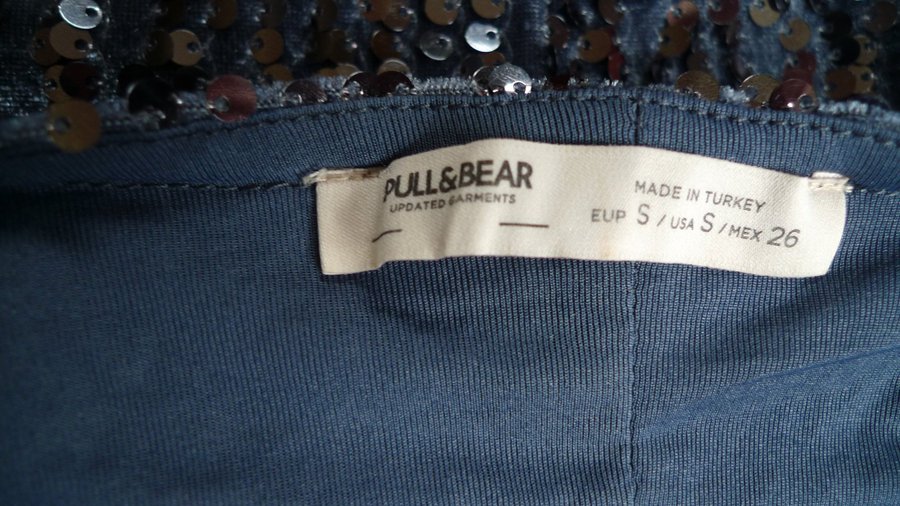 PULL&BEAR
UPDATED GARMENTS
MADE IN TURKEY
EUP S / USA S / MEX 26